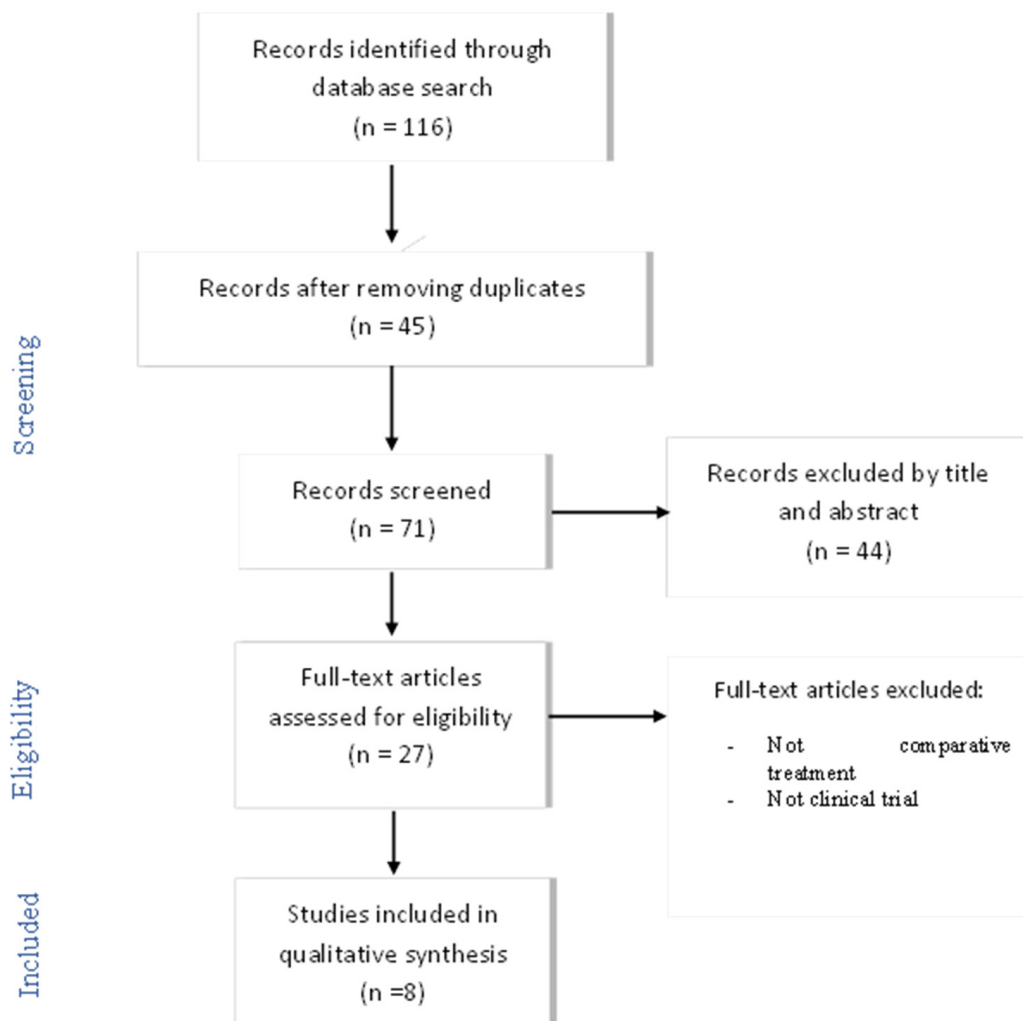 Records identified through
database search
(n = 116)
Records after removing duplicates
(n = 45)
Screening
Records screened
(n = 71)
Records excluded by title
and abstract
(n = 44)
Eligibility
Full-text articles
assessed for eligibility
(n = 27)
Full-text articles excluded:
- Not comparative
treatment
- Not clinical trial
Included
Studies included in
qualitative synthesis
(n =8)